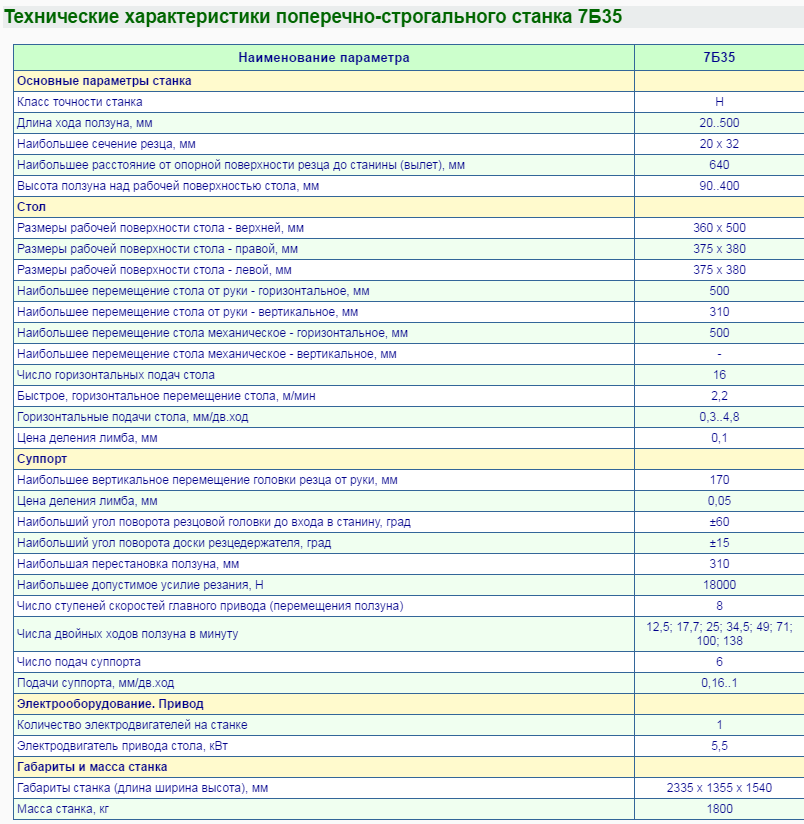 Технические характеристики поперечно-строгального станка 7Б35
Наименование параметра 7Б35
Основные параметры станка
Класс точности станка Н
Длина хода ползуна, мм 20..500
Наибольшее сечение резца, мм 20 х 32
Наибольшее расстояние от опорной поверхности резца до станины (вылет), мм 640
Высота ползуна над рабочей поверхностью стола, мм 90..400
Стол
Размеры рабочей поверхности стола - верхней, мм 360 х 500
Размеры рабочей поверхности стола - правой, мм 375 х 380
Размеры рабочей поверхности стола - левой, мм 375 х 380
Наибольшее перемещение стола от руки - горизонтальное, мм 500
Наибольшее перемещение стола от руки - вертикальное, мм 310
Наибольшее перемещение стола механическое - горизонтальное, мм 500
Наибольшее перемещение стола механическое - вертикальное, мм -
Число горизонтальных подач стола 16
Быстрое, горизонтальное перемещение стола, м/мин 2,2
Горизонтальные подачи стола, мм/дв.ход 0,3..4,8
Цена деления лимба, мм 0,1
Суппорт
Наибольшее вертикальное перемещение головки резца от руки, мм 170
Цена деления лимба, мм 0,05
Наибольший угол поворота резцовой головки до входа в станину, град ±60
Наибольший угол поворота доски резцедержателя, град ±15
Наибольшая перестановка ползуна, мм 310
Наибольшее допустимое усилие резания, Н 18000
Число ступеней скоростей главного привода (перемещения ползуна) 8
Числа двойных ходов ползуна в минуту 12,5; 17,7; 25; 34,5; 49; 71;
100; 138
Число подач суппорта 6
Подачи суппорта, мм/дв.ход 0,16..1
Электрооборудование. Привод
Количество электродвигателей на станке 1
Электродвигатель привода стола, кВт 5,5
Габариты и масса станка
Габариты станка (длина ширина высота), мм 2335 х 1355 х 1540
Масса станка, кг 1800